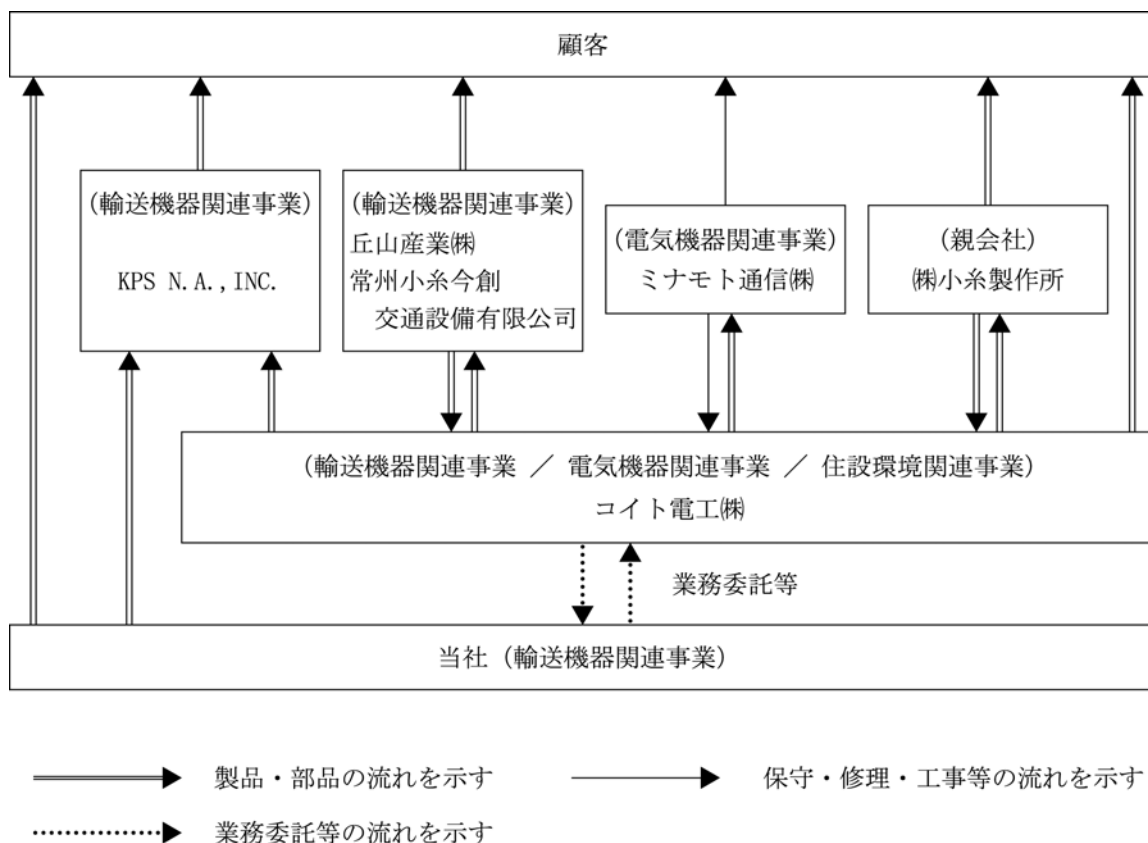 顧客
(輸送機器関連事業)
KPS N.A.,INC.
(輸送機器関連事業)
丘山産業㈱
常州小糸今創
交通設備有限公司
(電気機器関連事業)
ミナモト通信㈱
(親会社)
㈱小糸製作所
(輸送機器関連事業 ／ 電気機器関連事業 ／ 住設環境関連事業)
コイト電工㈱
業務委託等
当社 (輸送機器関連事業)
製品・部品の流れを示す
保守・修理・工事等の流れを示す
業務委託等の流れを示す